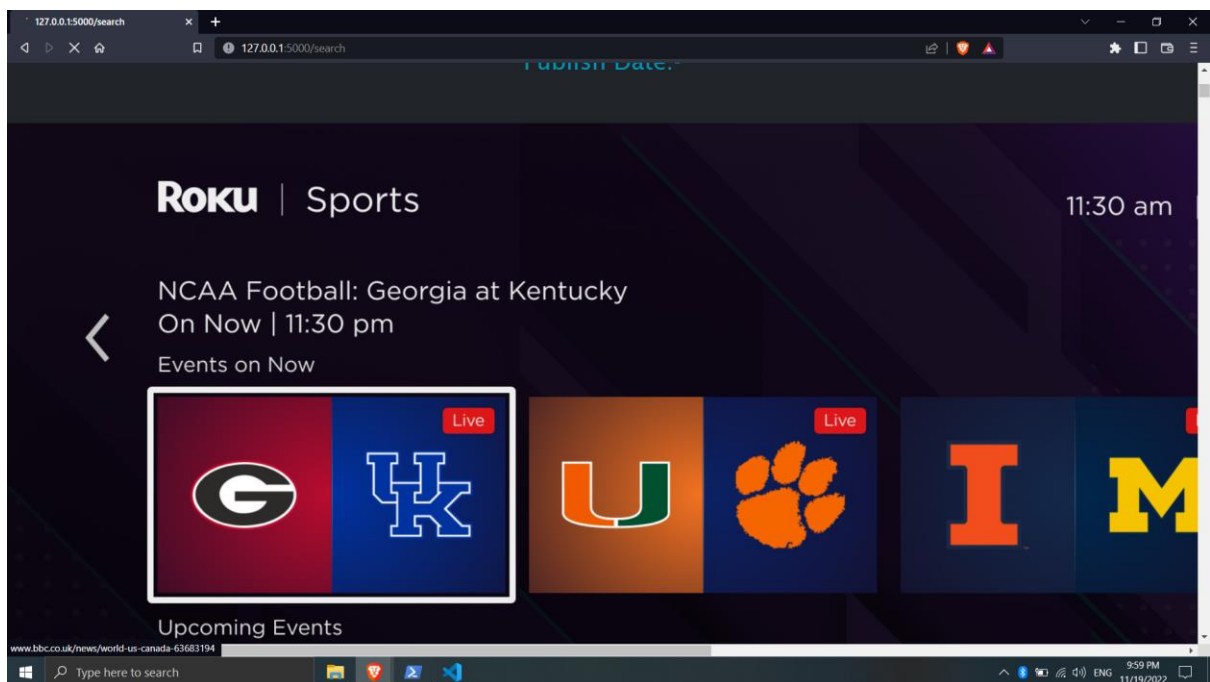 127.0.0.1:5000/search
127.0.0.1:5000/search
Publish Date:-
Roku | Sports
11:30 am
NCAA Football: Georgia at Kentucky
On Now | 11:30 pm
Events on Now
Live
Live
G
UK
U
I
M
Upcoming Events
www.bbc.co.uk/news/world-us-canada-63683194
Type here to search
ENG
9:59 PM
11/19/2022